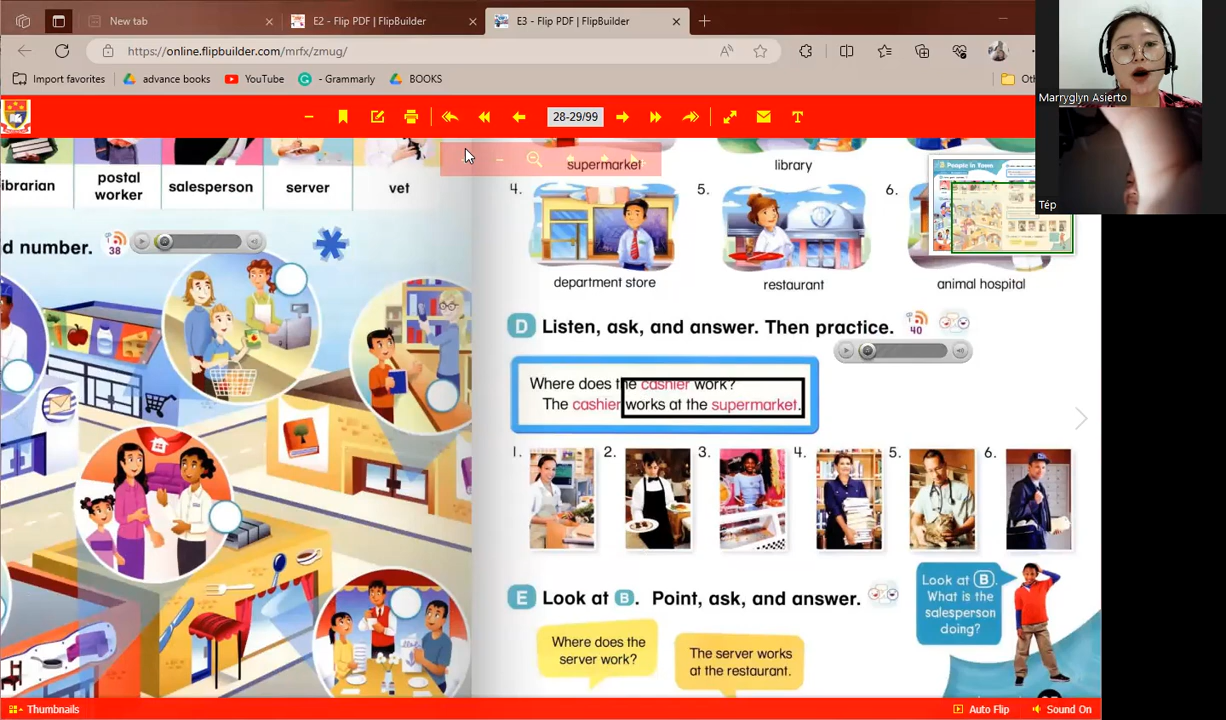 New tab
E2 - Flip PDF | FlipBuilder
E3 - Flip PDF | FlipBuilder
https://online.flipbuilder.com/mrfx/zmug/
Import favorites
advance books
YouTube
- Grammarly
BOOKS
Marryglyn Asierto
28-29/99
ibrarian
postal worker
salesperson
server
vet
supermarket
library
3 People in Town
Tép
4.
5.
6.
d number.
38
department store
restaurant
animal hospital
D Listen, ask, and answer. Then practice.
40
Where does the cashier work?
The cashier works at the supermarket.
1.
2.
3.
4.
5.
6.
E Look at B. Point, ask, and answer.
Look at B.
What is the
salesperson
doing?
Where does the
server work?
The server works
at the restaurant.
Thumbnails
Auto Flip
Sound On